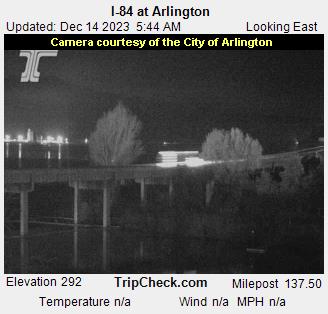 I-84 at Arlington
Updated: Dec 14 2023 5:44 AM Looking East
Camera courtesy of the City of Arlington
Elevation 292 TripCheck.com Milepost 137.50
Temperature n/a Wind n/a MPH n/a